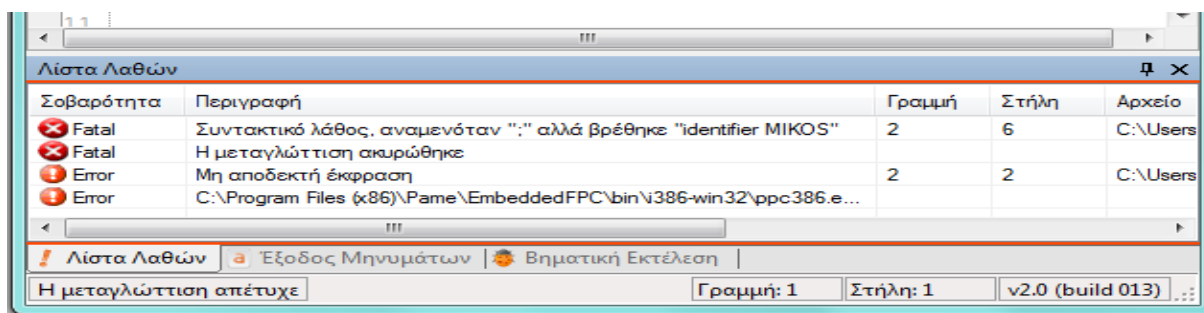 11
Λίστα Λαθών
Σοβαρότητα Περιγραφή Γραμμή Στήλη Αρχείο
Fatal Συντακτικό λάθος, αναμενόταν ";" αλλά βρέθηκε "identifier MIKOS" 2 6 C:\Users
Fatal Η μεταγλώττιση ακυρώθηκε
Error Μη αποδεκτή έκφραση 2 2 C:\Users
Error C:\Program Files (x86)\Pame\EmbeddedFPC\bin\i386-win32\ppc386.e...
Λίστα Λαθών a Έξοδος Μηνυμάτων Βηματική Εκτέλεση
Η μεταγλώττιση απέτυχε Γραμμή: 1 Στήλη: 1 v2.0 (build 013)